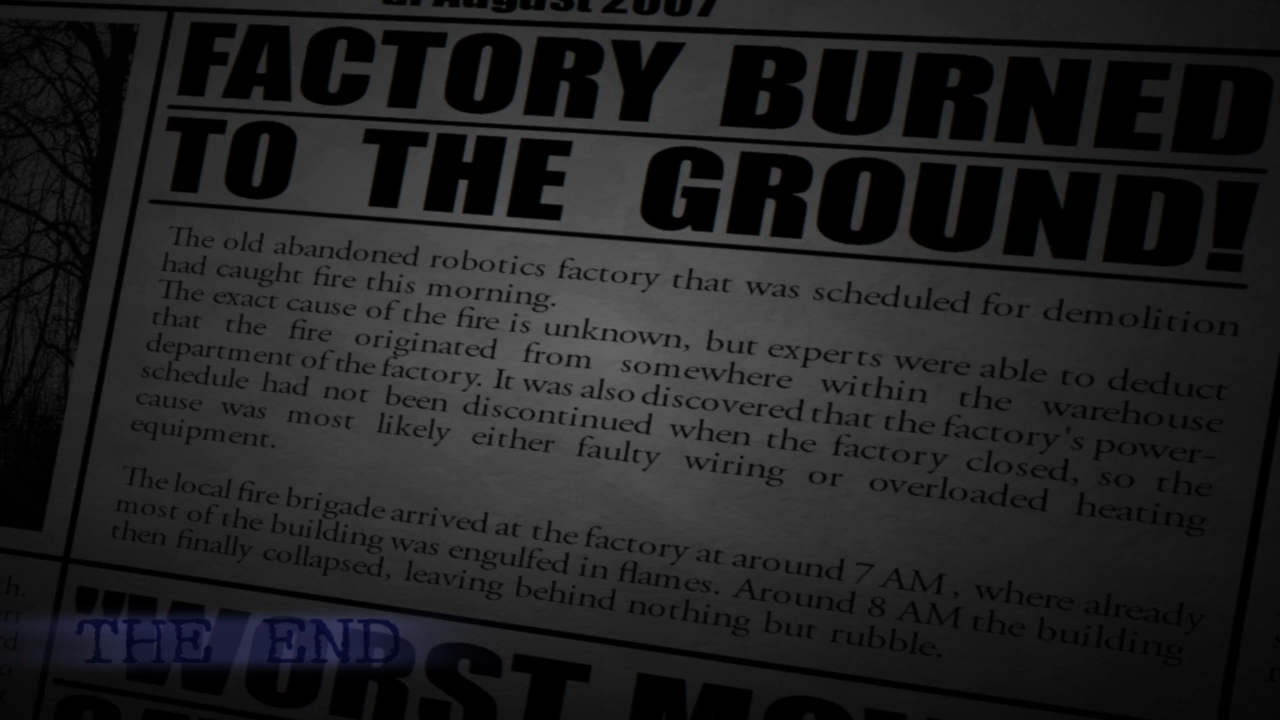 August 2007
FACTORY BURNED
TO THE GROUND!
The old abandoned robotics factory that was scheduled for demolition
had caught fire this morning.
The exact cause of the fire is unknown, but experts were able to deduct
that the fire originated from somewhere within the warehouse
department of the factory. It was also discovered that the factory's power-
schedule had not been discontinued when the factory closed, so the
cause was most likely either faulty wiring or overloaded heating
equipment.
The local fire brigade arrived at the factory at around 7 AM, where already
most of the building was engulfed in flames. Around 8 AM the building
then finally collapsed, leaving behind nothing but rubble.
h.
"WORST
THE END